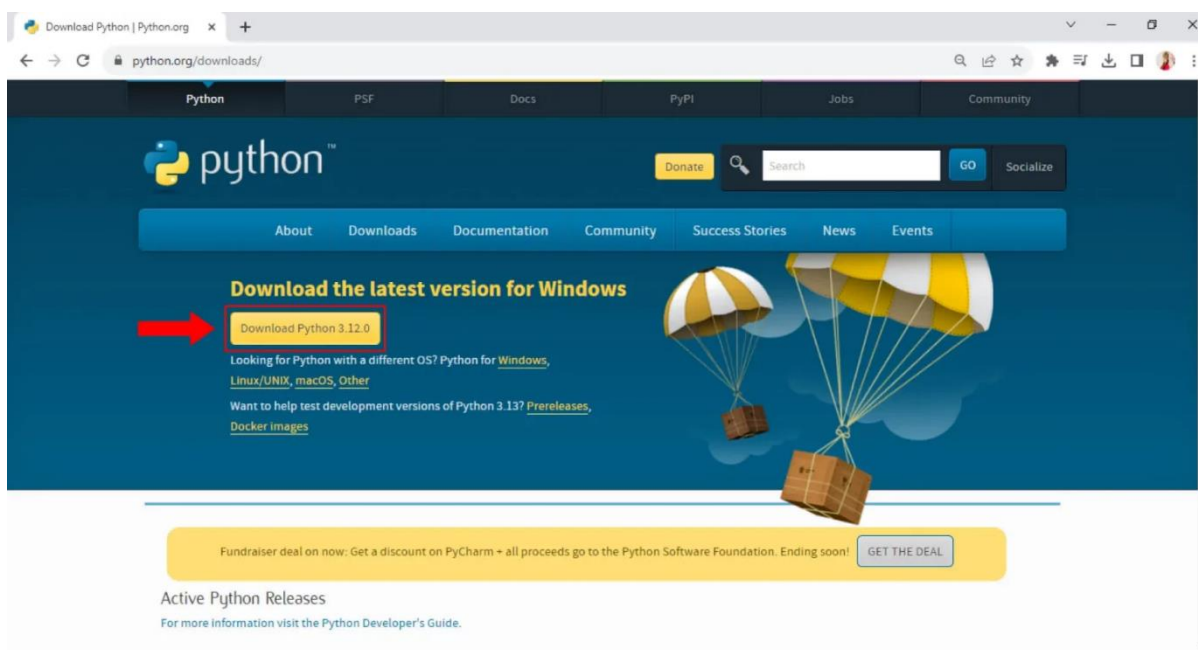 Download Python | Python.org
python.org/downloads/
Python PSF Docs PyPI Jobs Community
python™
Donate Search GO Socialize
About Downloads Documentation Community Success Stories News Events
Download the latest version for Windows
Download Python 3.12.0
Looking for Python with a different OS? Python for Windows,
Linux/UNIX, macOS, Other
Want to help test development versions of Python 3.13? Prereleases,
Docker images
Fundraiser deal on now: Get a discount on PyCharm + all proceeds go to the Python Software Foundation. Ending soon! GET THE DEAL
Active Python Releases
For more information visit the Python Developer's Guide.